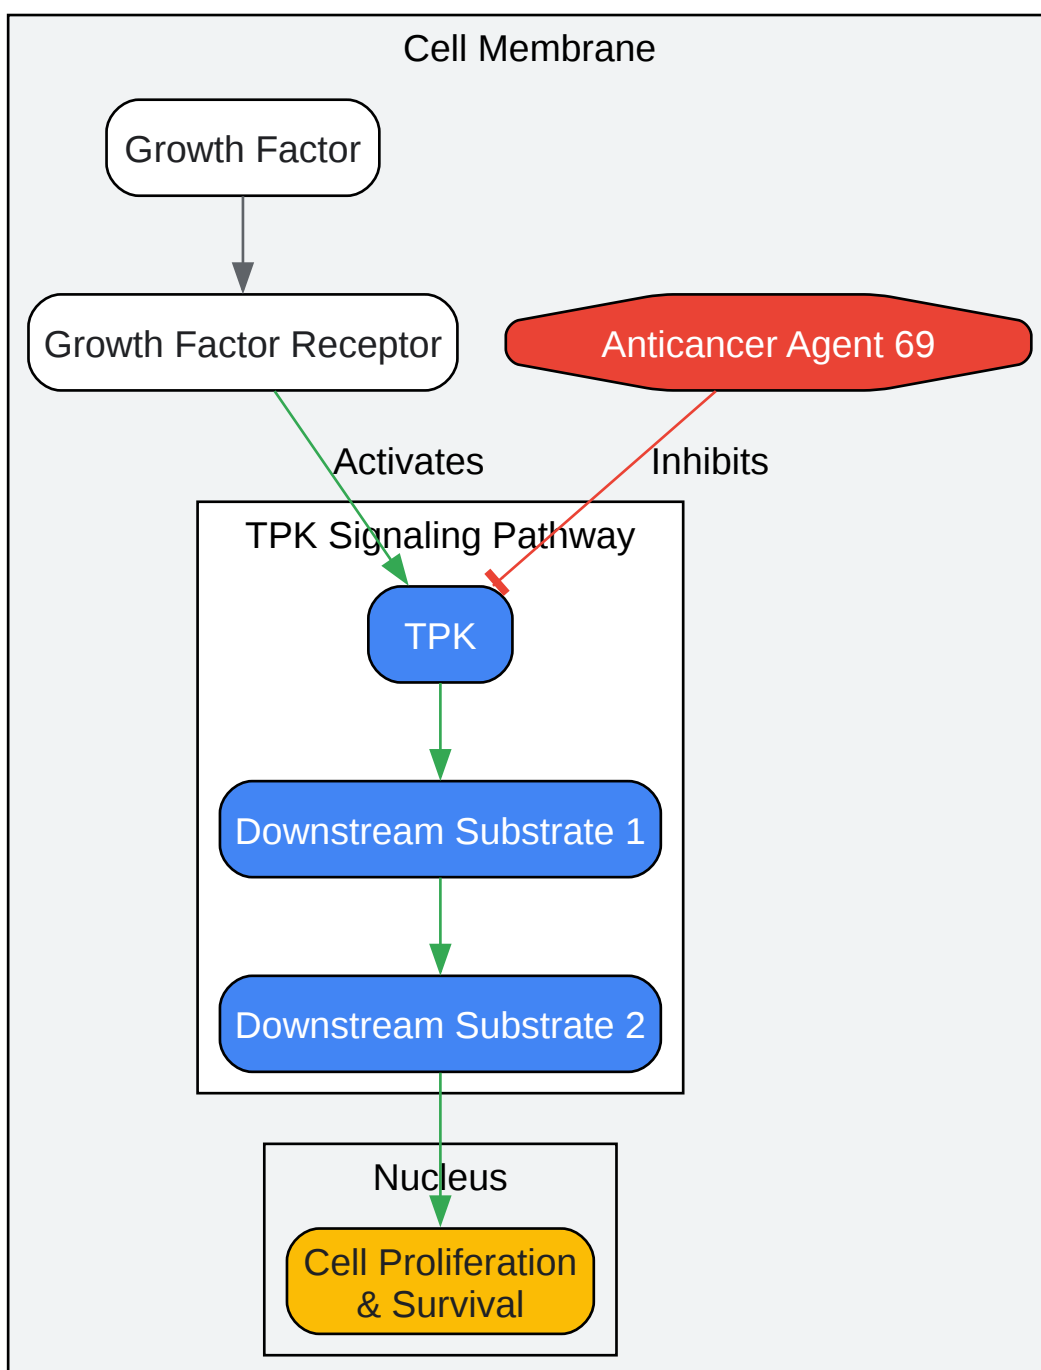 Cell Membrane
Growth Factor
Growth Factor Receptor
Anticancer Agent 69
Activates
Inhibits
TPK Signaling Pathway
TPK
Downstream Substrate 1
Downstream Substrate 2
Nucleus
Cell Proliferation
& Survival